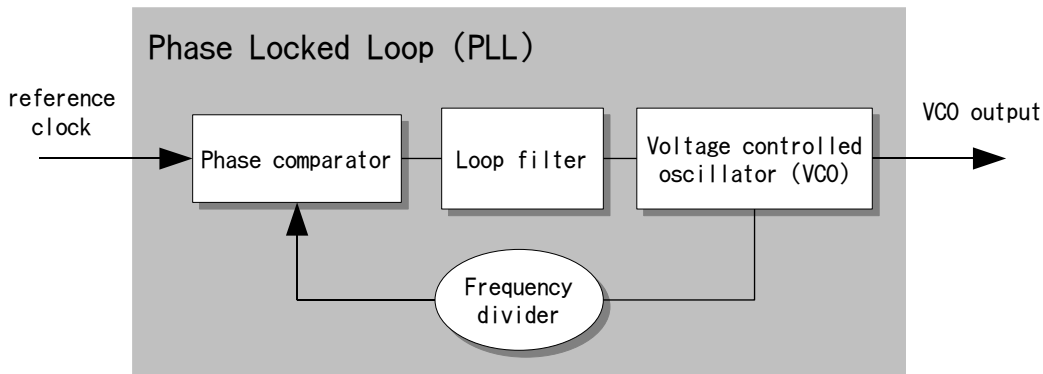 Phase Locked Loop (PLL)
reference
clock
Phase comparator
Loop filter
Voltage controlled
oscillator (VCO)
VCO output
Frequency
divider